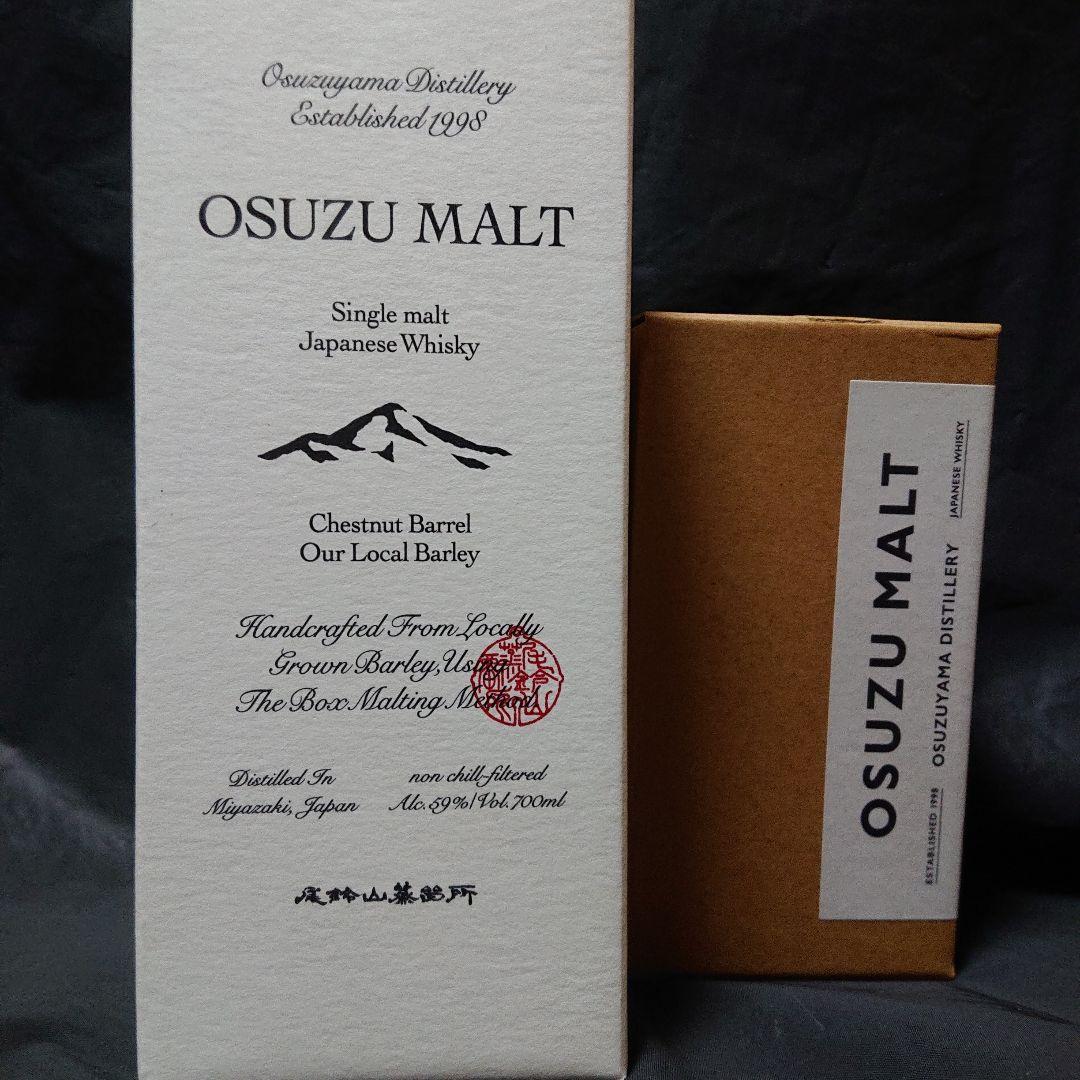 Osuzuyama Distillery
Established 1998
OSUZU MALT
Single malt
Japanese Whisky
Chestnut Barrel
Our Local Barley
Handcrafted From Locally
Grown Barley, Using
The Box Malting Method
Distilled In
Miyazaki, Japan
non chill-filtered
Alc.59%/Vol.700ml
尾鈴山蒸留所
OSUZU MALT
ESTABLISHED 1998
OSUZUYAMA DISTILLERY
JAPANESE WHISKY